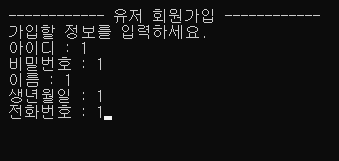 ------------ 유저 회원가입 ------------
가입할 정보를 입력하세요.
아이디 : 1
비밀번호 : 1
이름 : 1
생년월일 : 1
전화번호 : 1